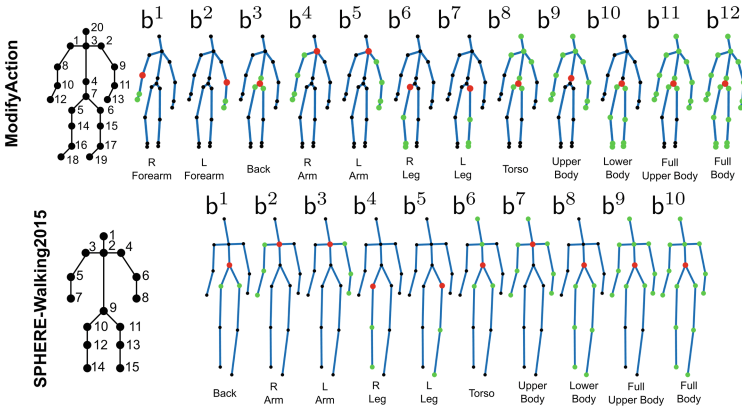 ModifyAction
20
1 3 2
8 9
4
10 7 11
12 13
5 6
14 15
16 17
18 19
b1 b2 b3 b4 b5 b6 b7 b8 b9 b10 b11 b12
R Forearm
L Forearm
Back
R Arm
L Arm
R Leg
L Leg
Torso
Upper Body
Lower Body
Full Upper Body
Full Body
SPHERE-Walking2015
1
3 2 4
5 6
7 8
9
10 11
12 13
14 15
b1 b2 b3 b4 b5 b6 b7 b8 b9 b10
Back
R Arm
L Arm
R Leg
L Leg
Torso
Upper Body
Lower Body
Full Upper Body
Full Body